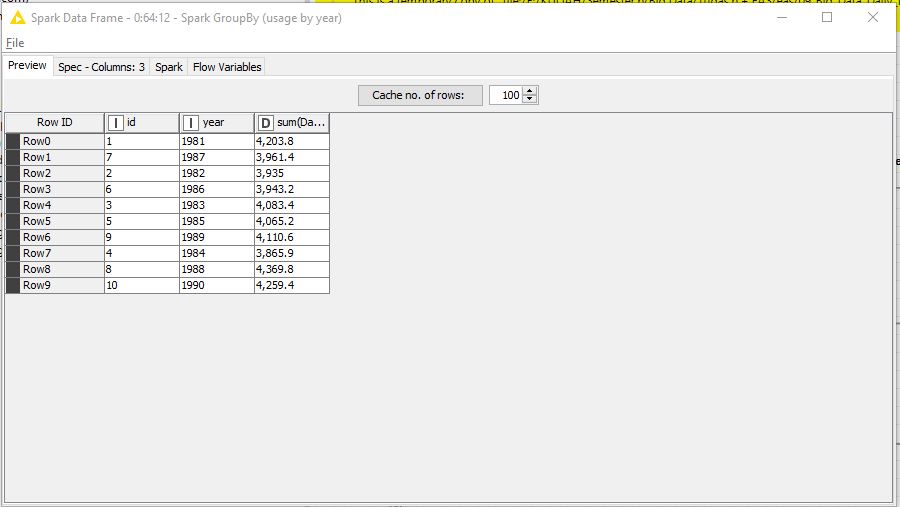 Spark Data Frame - 0:64:12 - Spark GroupBy (usage by year)
File
Preview Spec - Columns: 3 Spark Flow Variables
Cache no. of rows: 100
Row ID I id I year D sum(Da...
Row0 1 1981 4,203.8
Row1 7 1987 3,961.4
Row2 2 1982 3,935
Row3 6 1986 3,943.2
Row4 3 1983 4,083.4
Row5 5 1985 4,065.2
Row6 9 1989 4,110.6
Row7 4 1984 3,865.9
Row8 8 1988 4,369.8
Row9 10 1990 4,259.4